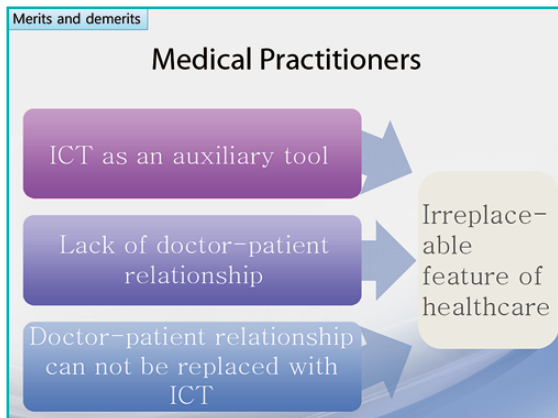 Merits and demerits
Medical Practitioners
ICT as an auxiliary tool
Lack of doctor-patient
relationship
Doctor-patient relationship
can not be replaced with
ICT
Irreplace-
able
feature of
healthcare